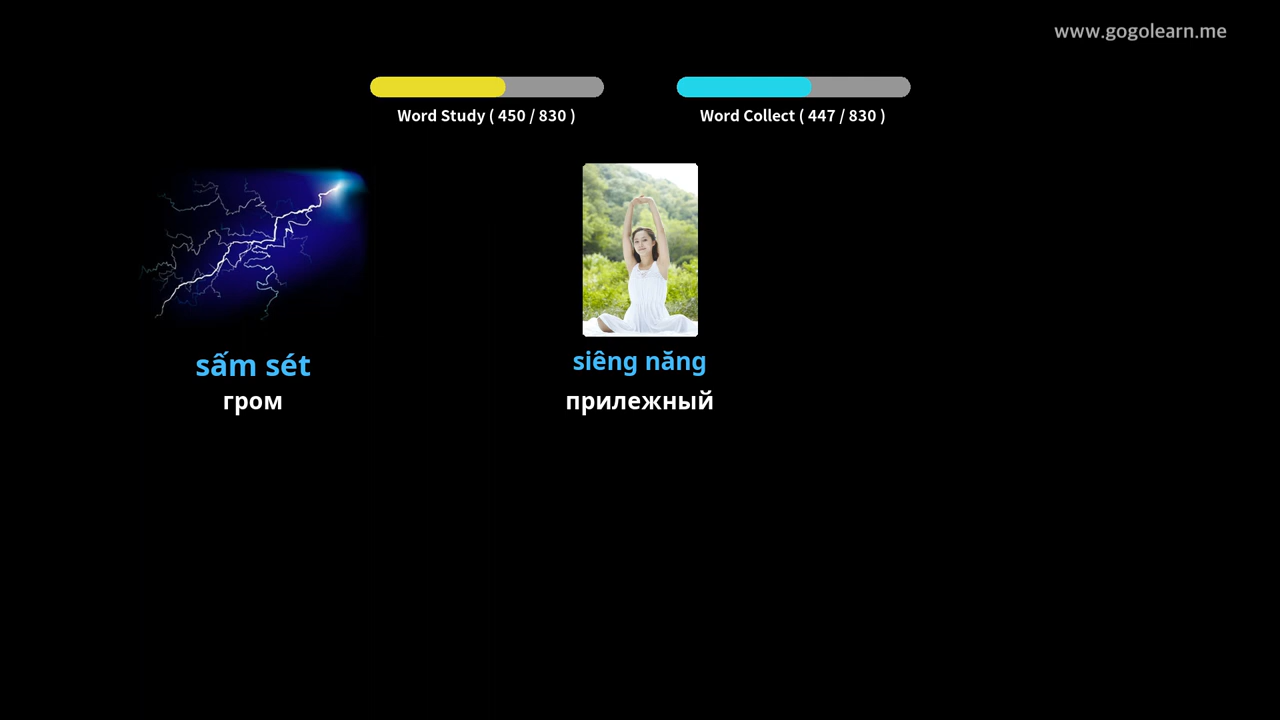 www.gogolearn.me
Word Study ( 450 / 830 )
Word Collect ( 447 / 830 )
sấm sét
гром
siêng năng
прилежный